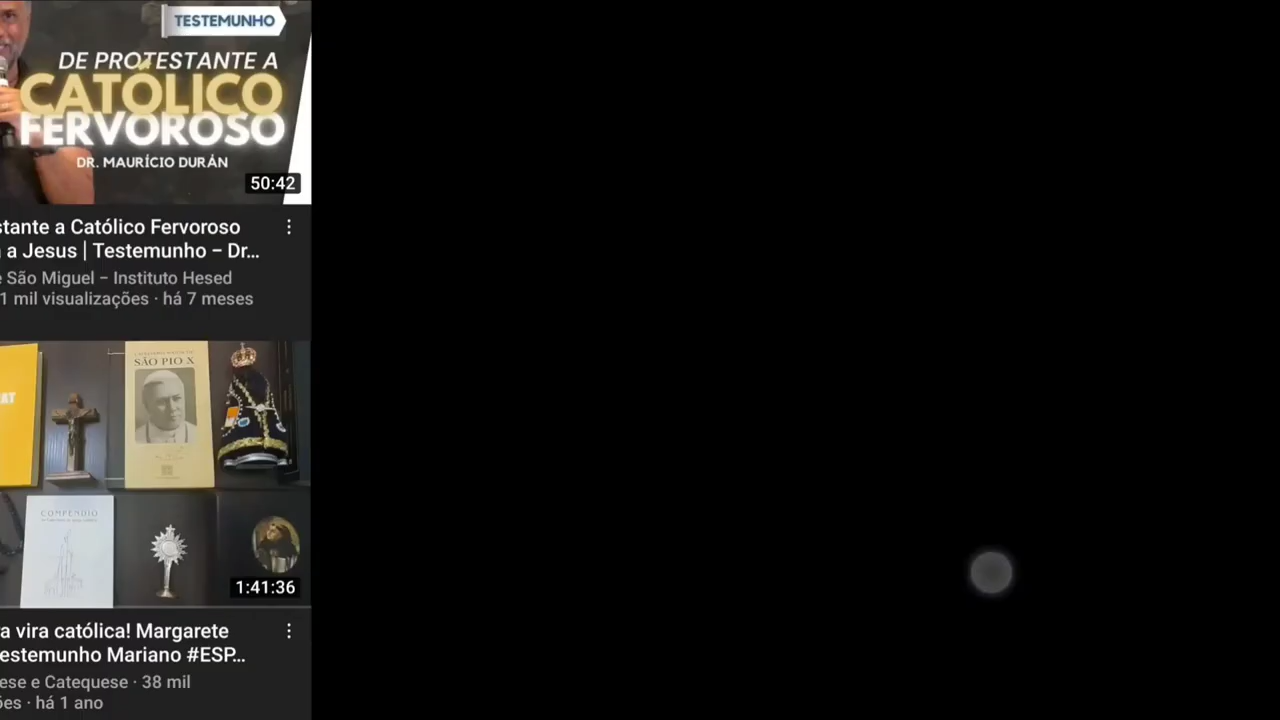 TESTEMUNHO
DE PROTESTANTE A
CATÓLICO
FERVOROSO
DR. MAURÍCIO DURÁN
50:42
stante a Católico Fervoroso
a Jesus | Testemunho – Dr...
e São Miguel – Instituto Hesed
1 mil visualizações · há 7 meses
SÃO PIO X
AT
COMPENDIO
1:41:36
a vira católica! Margarete
estemunho Mariano #ESP...
ese e Catequese · 38 mil
ões · há 1 ano